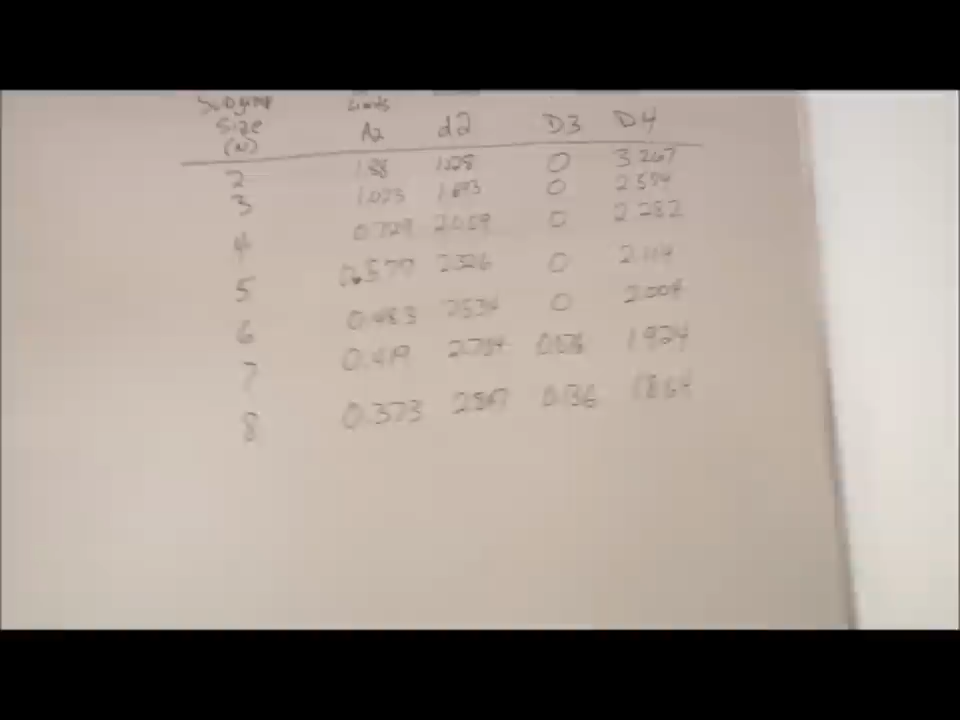 Subgroup Limits
Size A2 d2 D3 D4
(N)
2 1.88 1.128 0 3.267
3 1.023 1.693 0 2.574
4 0.729 2.059 0 2.282
5 0.577 2.326 0 2.114
6 0.483 2.534 0 2.004
7 0.419 2.704 0.076 1.924
8 0.373 2.847 0.136 1.864